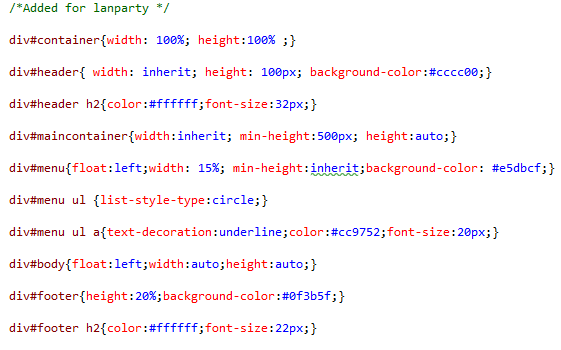 /*Added for lanparty */
div#container{width: 100%; height:100% ;}
div#header{ width: inherit; height: 100px; background-color:#cccc00;}
div#header h2{color:#ffffff;font-size:32px;}
div#maincontainer{width:inherit; min-height:500px; height:auto;}
div#menu{float:left;width: 15%; min-height:inherit;background-color: #e5dbcf;}
div#menu ul {list-style-type:circle;}
div#menu ul a{text-decoration:underline;color:#cc9752;font-size:20px;}
div#body{float:left;width:auto;height:auto;}
div#footer{height:20%;background-color:#0f3b5f;}
div#footer h2{color:#ffffff;font-size:22px;}